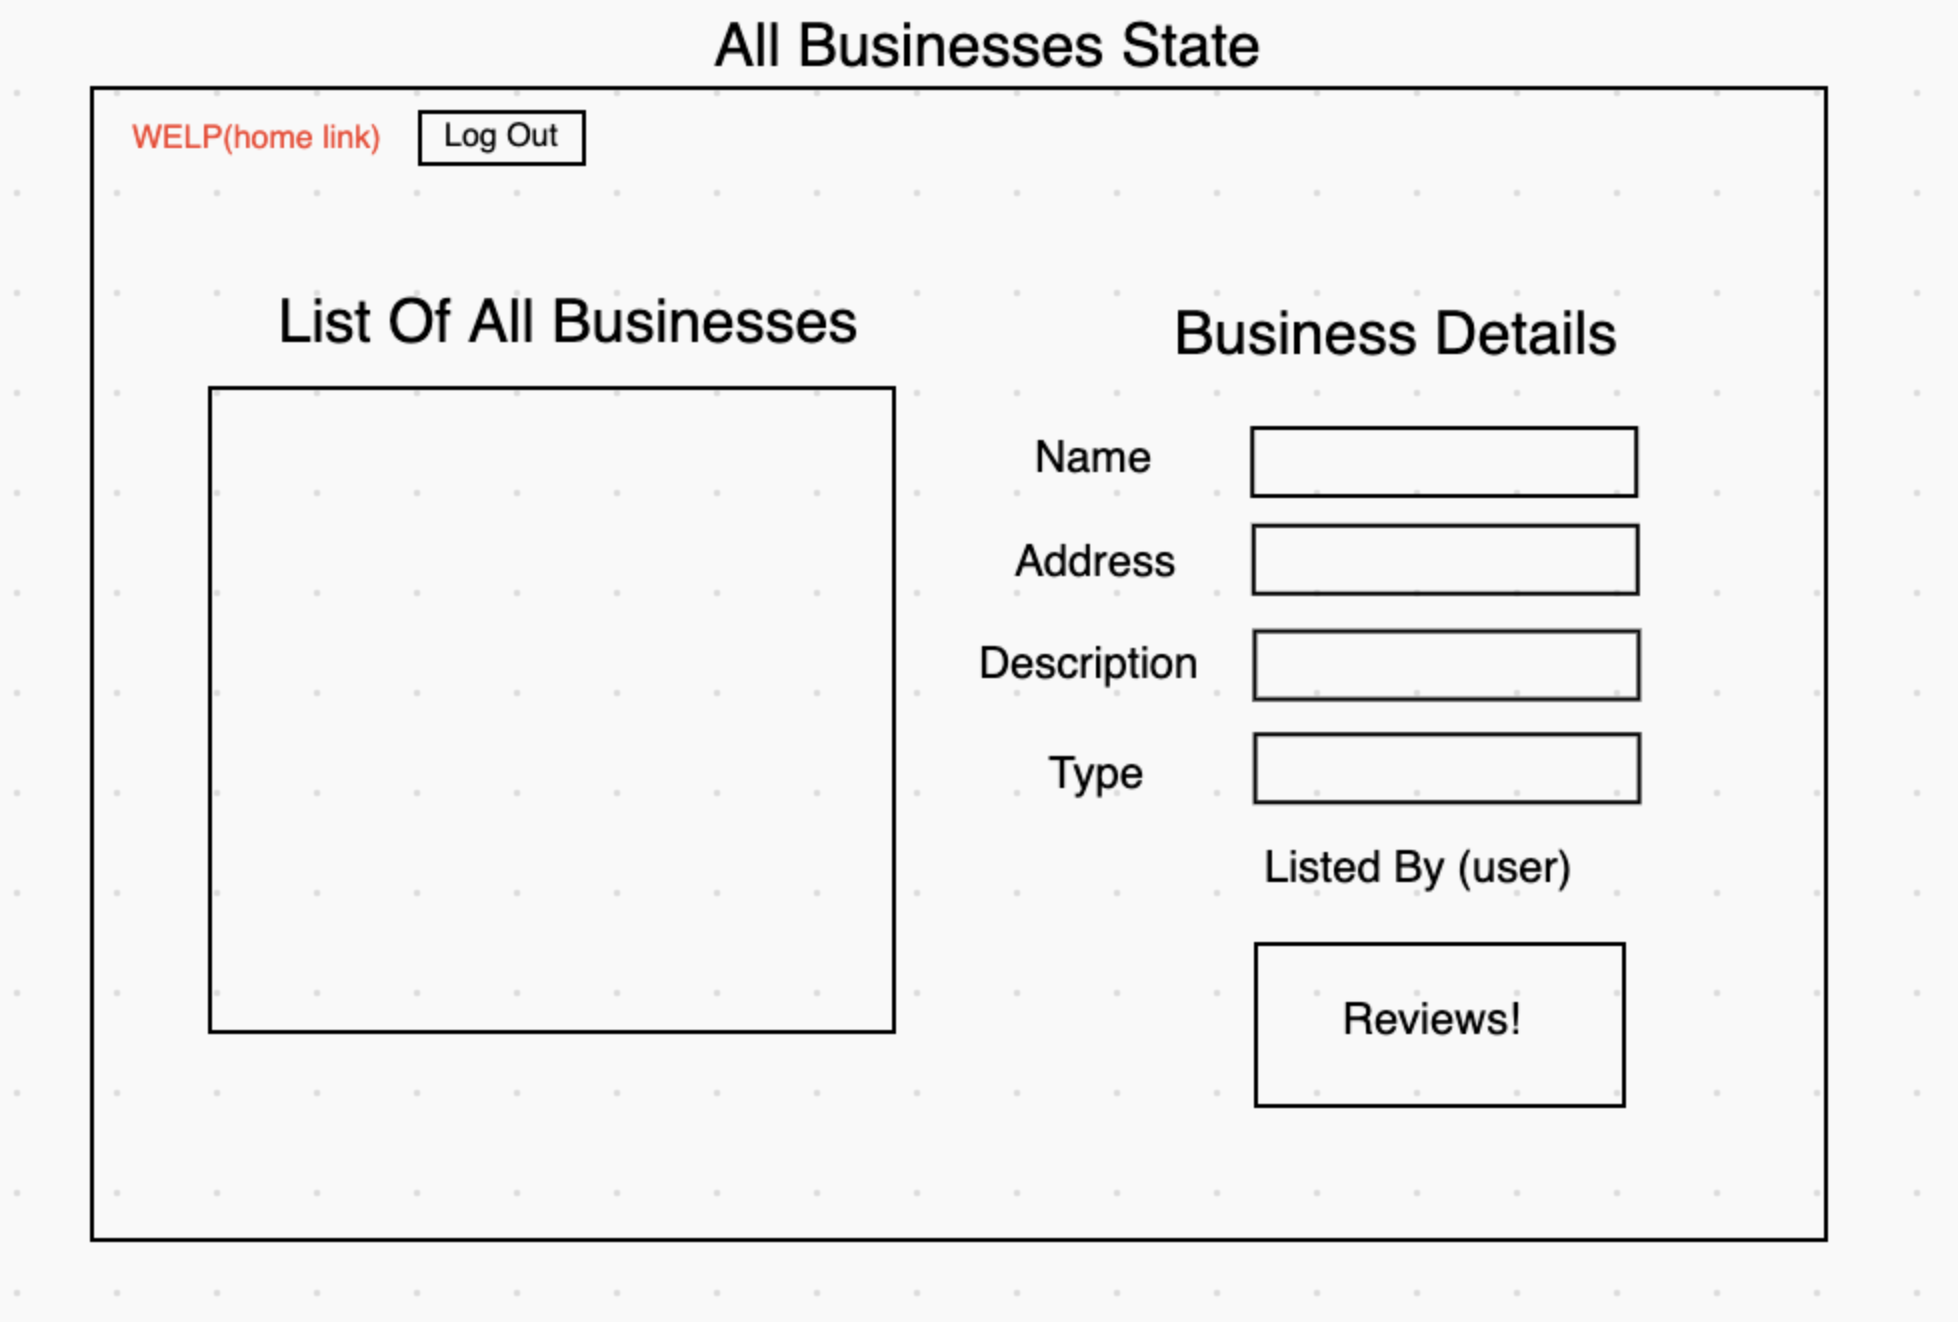 All Businesses State
WELP(home link)
Log Out
List Of All Businesses
Business Details
Name
Address
Description
Type
Listed By (user)
Reviews!